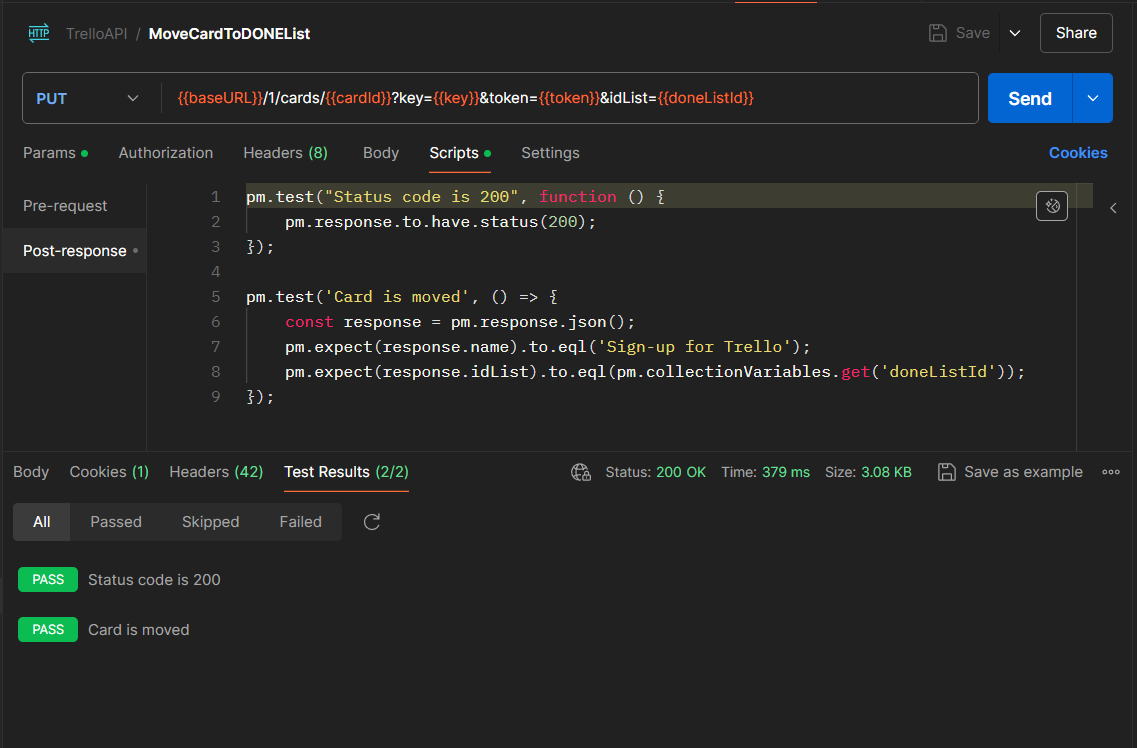 HTTP TrelloAPI / MoveCardToDONEList Save Share
PUT {{baseURL}}/1/cards/{{cardId}}?key={{key}}&token={{token}}&idList={{doneListId}} Send
Params Authorization Headers (8) Body Scripts Settings Cookies
Pre-request
Post-response
1 pm.test("Status code is 200", function () {
2 pm.response.to.have.status(200);
3 });
4
5 pm.test('Card is moved', () => {
6 const response = pm.response.json();
7 pm.expect(response.name).to.eql('Sign-up for Trello');
8 pm.expect(response.idList).to.eql(pm.collectionVariables.get('doneListId'));
9 });
Body Cookies (1) Headers (42) Test Results (2/2) Status: 200 OK Time: 379 ms Size: 3.08 KB Save as example
All Passed Skipped Failed
PASS Status code is 200
PASS Card is moved